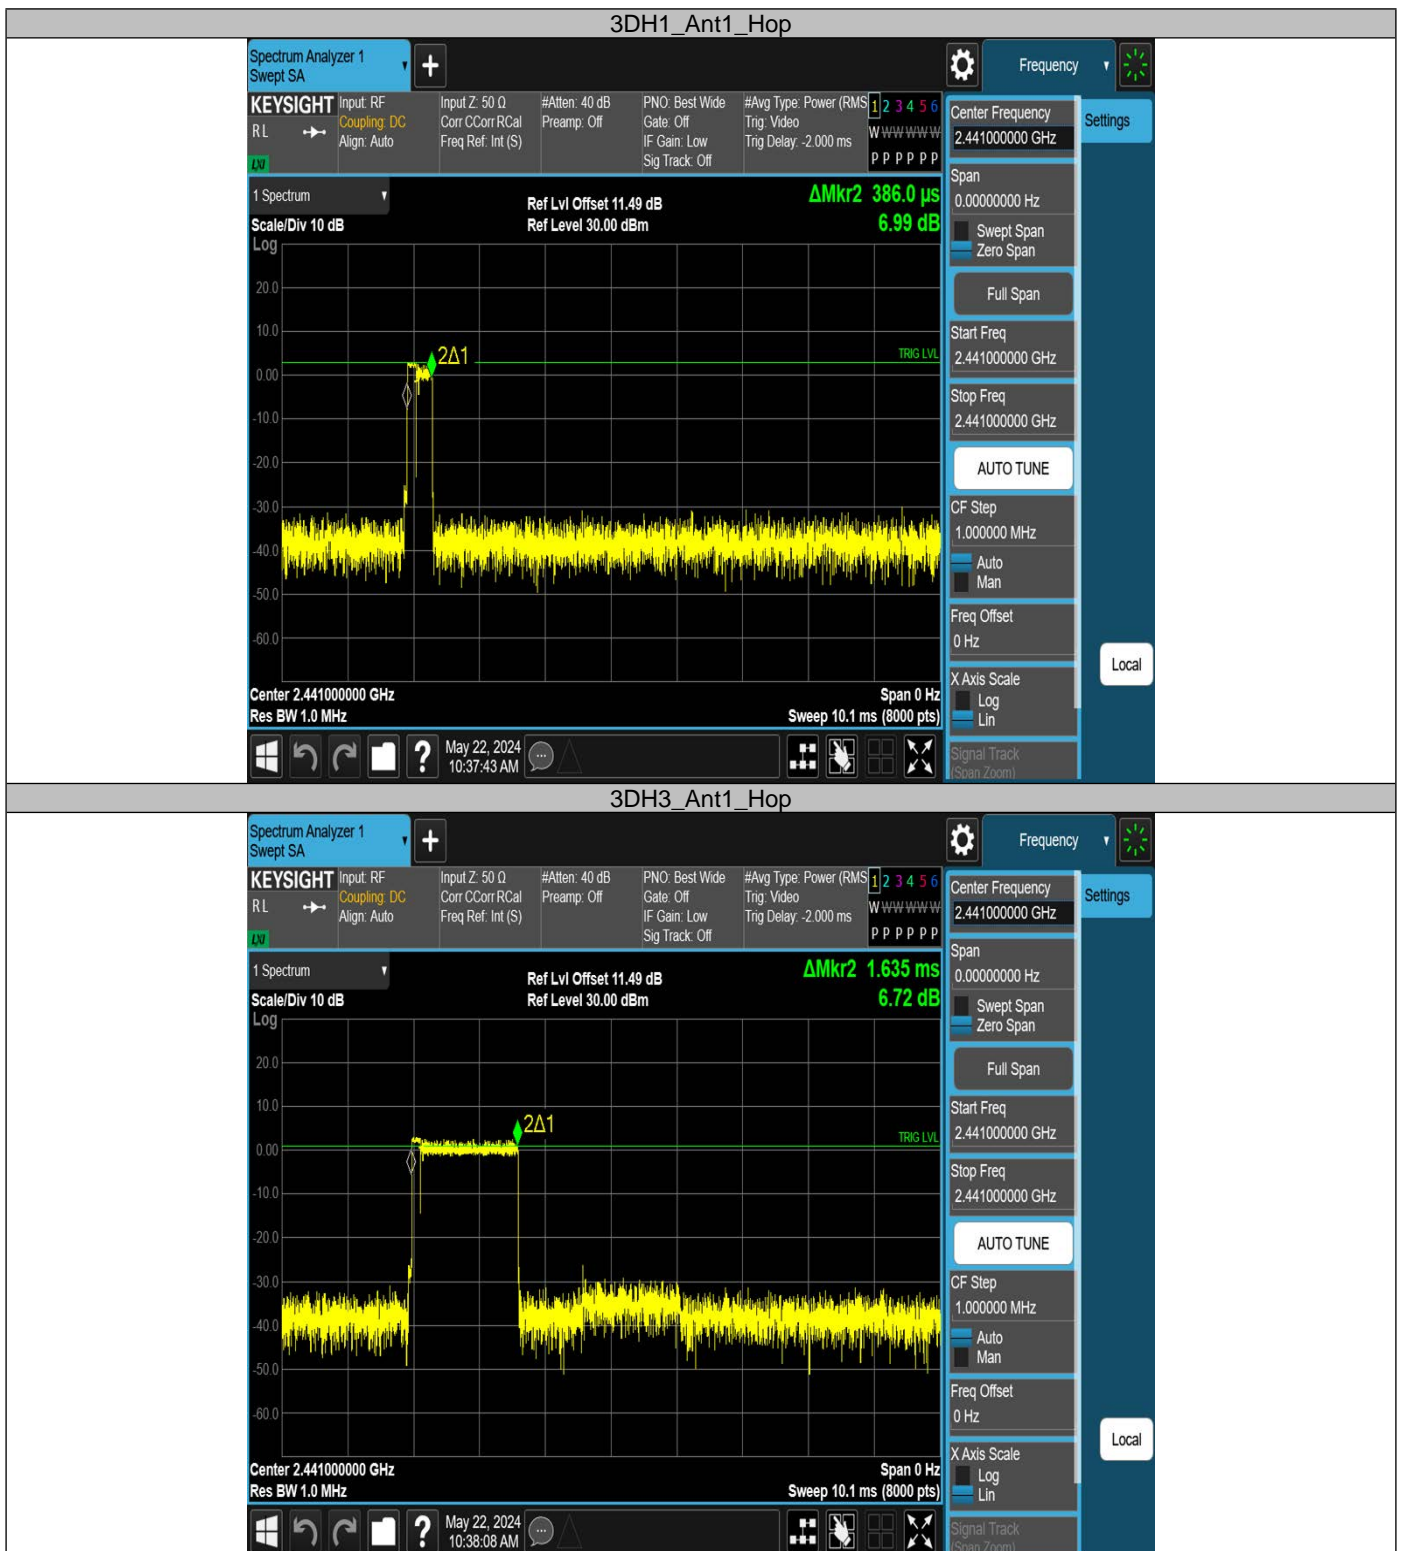 3DH1_Ant1_Hop
Spectrum Analyzer 1
Swept SA
+
Frequency
KEYSIGHT
RL
LXI
Input: RF
Coupling: DC
Align: Auto
Input Z: 50 Ω
Corr CCorr RCal
Freq Ref: Int (S)
#Atten: 40 dB
Preamp: Off
PNO: Best Wide
Gate: Off
IF Gain: Low
Sig Track: Off
#Avg Type: Power (RMS
Trig: Video
Trig Delay: -2.000 ms
1 2 3 4 5 6
W W W W W W
P P P P P P
Center Frequency
2.441000000 GHz
Settings
1 Spectrum
Scale/Div 10 dB
Log
Ref Lvl Offset 11.49 dB
Ref Level 30.00 dBm
ΔMkr2 386.0 µs
6.99 dB
Span
0.00000000 Hz
Swept Span
Zero Span
Full Span
Start Freq
2.441000000 GHz
Stop Freq
2.441000000 GHz
AUTO TUNE
CF Step
1.000000 MHz
Auto
Man
Freq Offset
0 Hz
X Axis Scale
Log
Lin
Signal Track
(Span Zoom)
Local
20.0
10.0
0.00
-10.0
-20.0
-30.0
-40.0
-50.0
-60.0
2Δ1
TRIG LVL
Center 2.441000000 GHz
Res BW 1.0 MHz
Span 0 Hz
Sweep 10.1 ms (8000 pts)
?
May 22, 2024
10:37:43 AM
3DH3_Ant1_Hop
Spectrum Analyzer 1
Swept SA
+
Frequency
KEYSIGHT
RL
LXI
Input: RF
Coupling: DC
Align: Auto
Input Z: 50 Ω
Corr CCorr RCal
Freq Ref: Int (S)
#Atten: 40 dB
Preamp: Off
PNO: Best Wide
Gate: Off
IF Gain: Low
Sig Track: Off
#Avg Type: Power (RMS
Trig: Video
Trig Delay: -2.000 ms
1 2 3 4 5 6
W W W W W W
P P P P P P
Center Frequency
2.441000000 GHz
Settings
1 Spectrum
Scale/Div 10 dB
Log
Ref Lvl Offset 11.49 dB
Ref Level 30.00 dBm
ΔMkr2 1.635 ms
6.72 dB
Span
0.00000000 Hz
Swept Span
Zero Span
Full Span
Start Freq
2.441000000 GHz
Stop Freq
2.441000000 GHz
AUTO TUNE
CF Step
1.000000 MHz
Auto
Man
Freq Offset
0 Hz
X Axis Scale
Log
Lin
Signal Track
(Span Zoom)
Local
20.0
10.0
0.00
-10.0
-20.0
-30.0
-40.0
-50.0
-60.0
2Δ1
TRIG LVL
Center 2.441000000 GHz
Res BW 1.0 MHz
Span 0 Hz
Sweep 10.1 ms (8000 pts)
?
May 22, 2024
10:38:08 AM